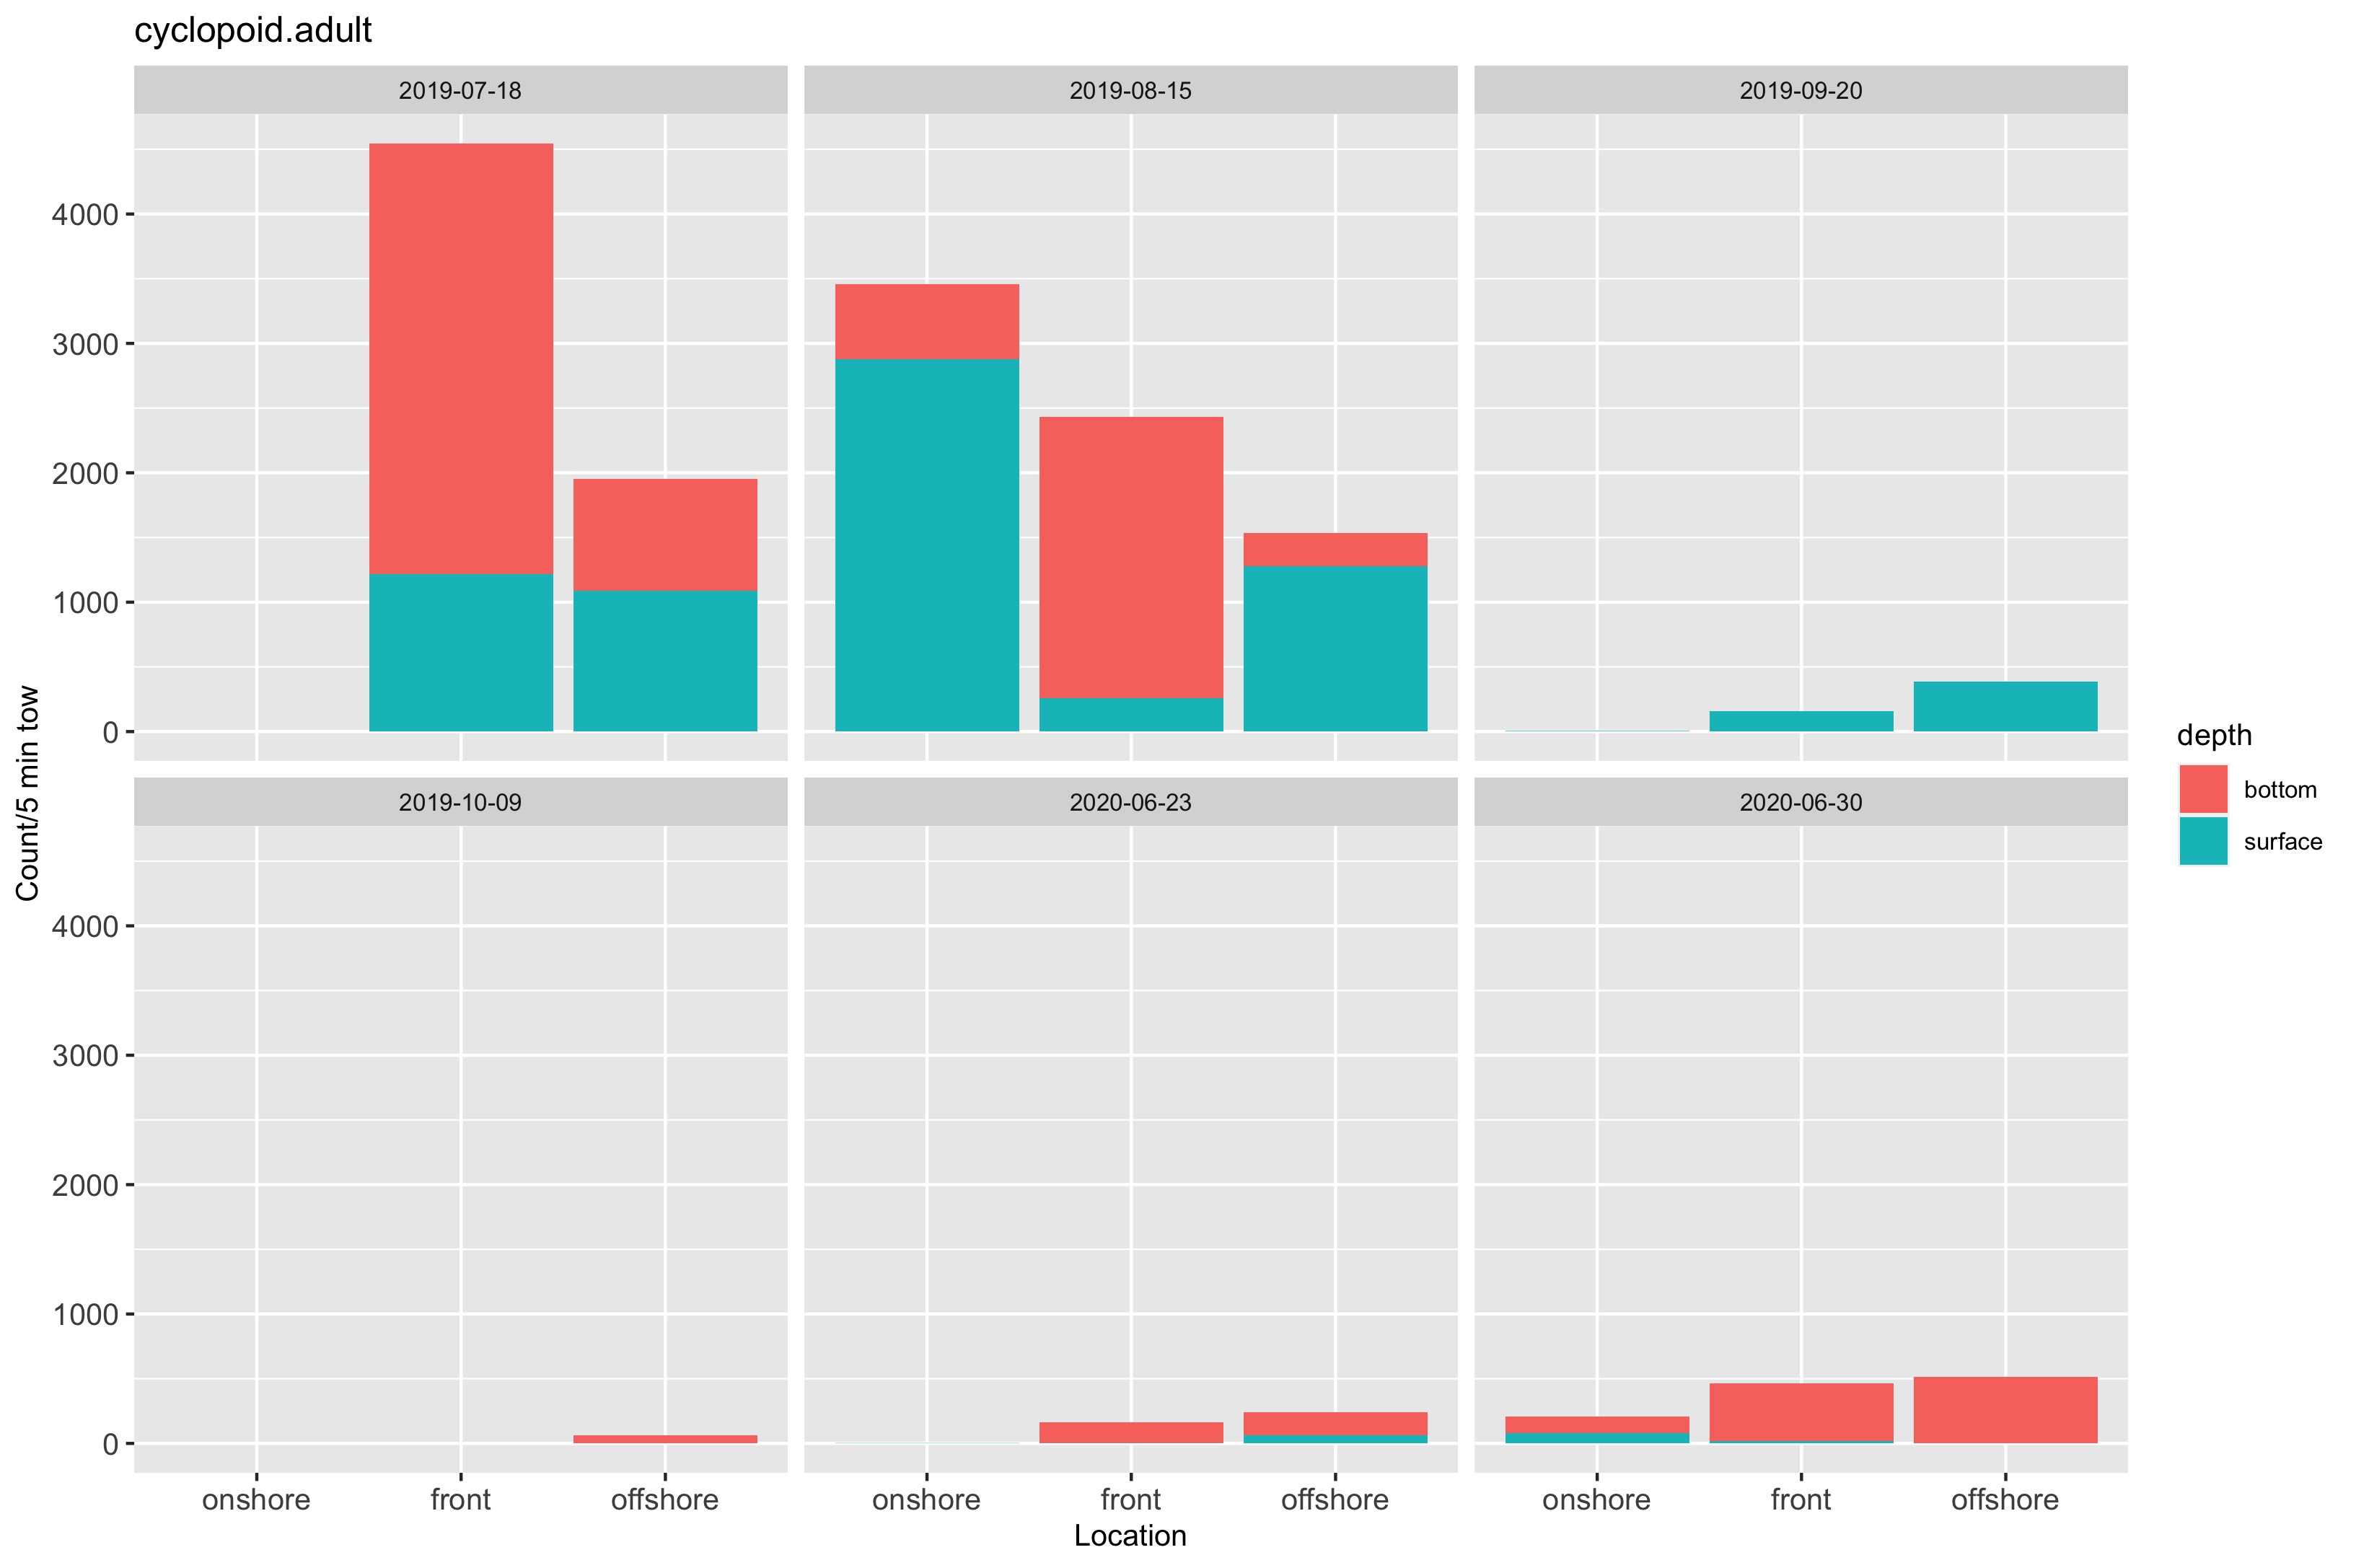 cyclopoid.adult
2019-07-18 2019-08-15 2019-09-20
4000
3000
2000
1000
0
2019-10-09 2020-06-23 2020-06-30
4000
3000
2000
1000
0
onshore front offshore onshore front offshore onshore front offshore
Location
Count/5 min tow
depth
bottom
surface